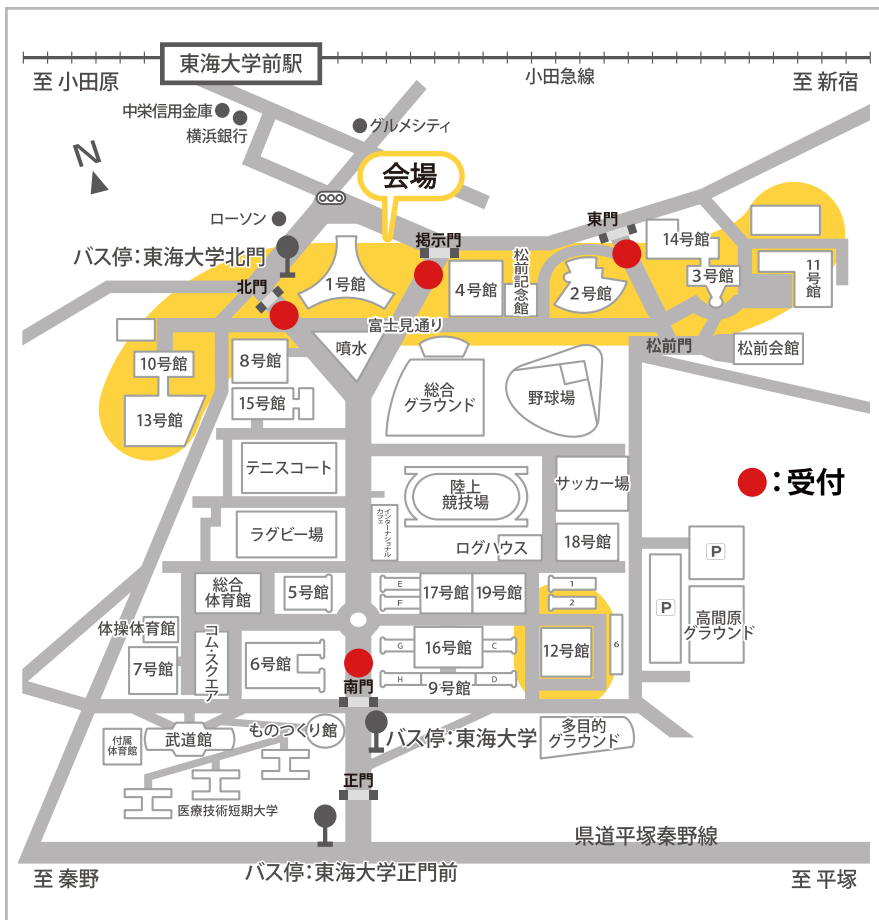 東海大学前駅
至 小田原
小田急線
至 新宿
中栄信用金庫
横浜銀行
グルメシティ
N
会場
ローソン
東門
掲示門
バス停:東海大学北門
14号館
松前記念館
11号館
1号館
3号館
北門
4号館
2号館
富士見通り
噴水
松前門
松前会館
10号館
8号館
総合
グラウンド
野球場
15号館
13号館
テニスコート
陸上
競技場
サッカー場
:受付
インターナショナル
カフェ
ラグビー場
ログハウス
18号館
P
総合
体育館
5号館
E
F
17号館
19号館
1
2
P
高間原
グラウンド
体操体育館
コム・スクエア
7号館
6号館
G
16号館
C
12号館
6
H
9号館
D
南門
付属
体育館
武道館
ものつくり館
バス停:東海大学
多目的
グラウンド
正門
医療技術短期大学
県道平塚秦野線
至 秦野
バス停:東海大学正門前
至 平塚